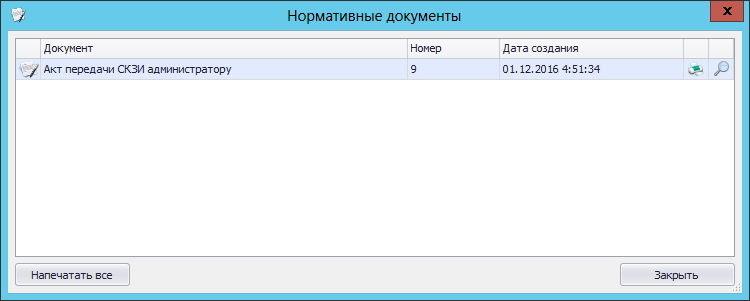 Нормативные документы
x
Документ Номер Дата создания
Акт передачи СКЗИ администратору 9 01.12.2016 4:51:34
Напечатать все Закрыть